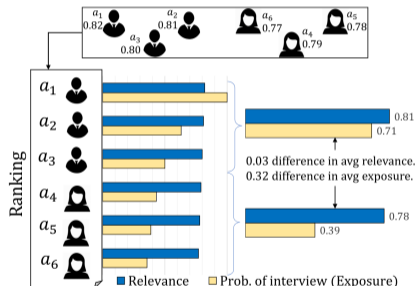 a1 0.82
a2 0.81
a3 0.80
a6 0.77
a4 0.79
a5 0.78
Ranking
a1
a2
a3
a4
a5
a6
0.81
0.71
0.03 difference in avg relevance.
0.32 difference in avg exposure.
0.78
0.39
Relevance
Prob. of interview (Exposure)